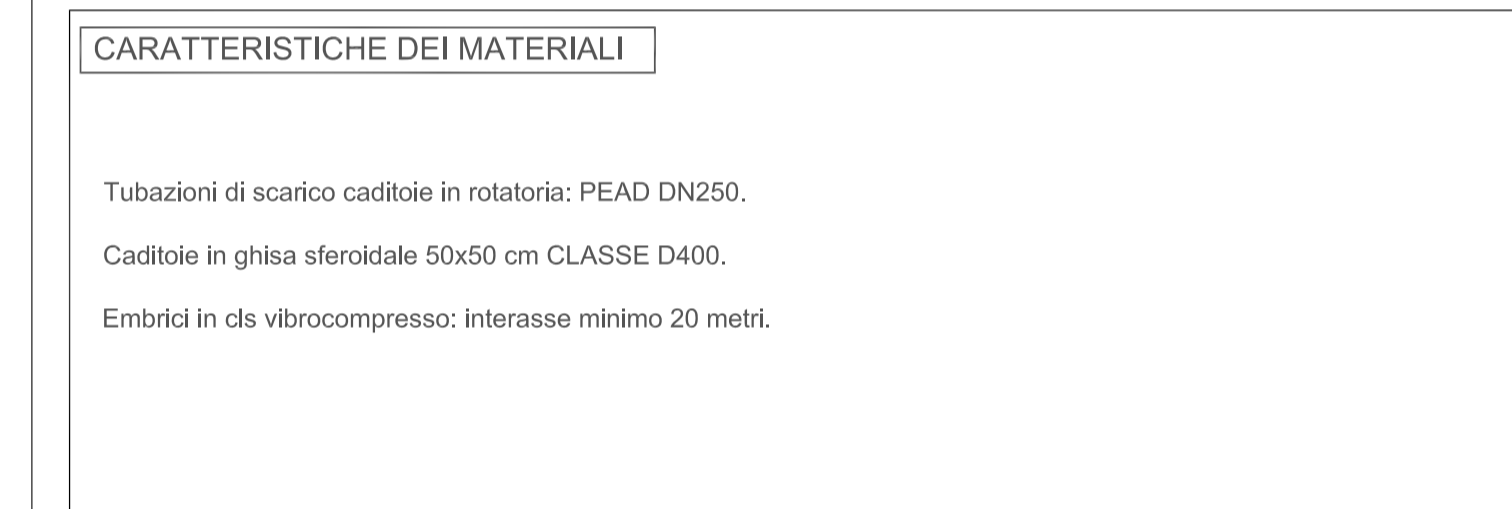 CARATTERISTICHE DEI MATERIALI
Tubazioni di scarico caditoie in rotatoria: PEAD DN250.
Caditoie in ghisa sferoidale 50x50 cm CLASSE D400.
Embrici in cls vibrocompresso: interasse minimo 20 metri.